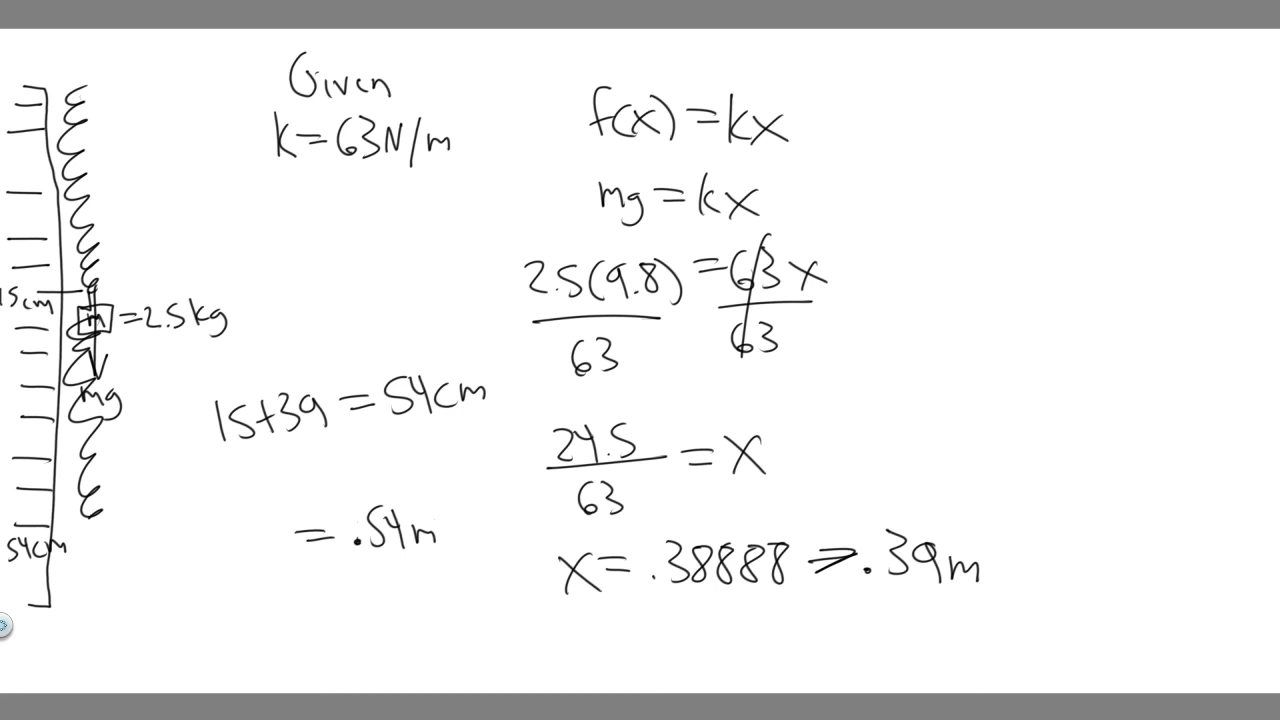 Given
k=63N/m
15cm
m =2.5kg
mg
54cm
15+39=54cm
= .54m
f(x)=kx
mg=kx
2.5(9.8) =63x
63 63
24.5 = x
63
x= .38888 ⇒ .39m